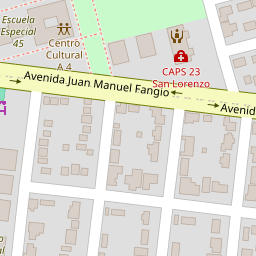 Escuela
Especial
45
Centro
Cultural
A 4
CAPS 23
San Lorenzo
Avenida Juan Manuel Fangio
Avenid